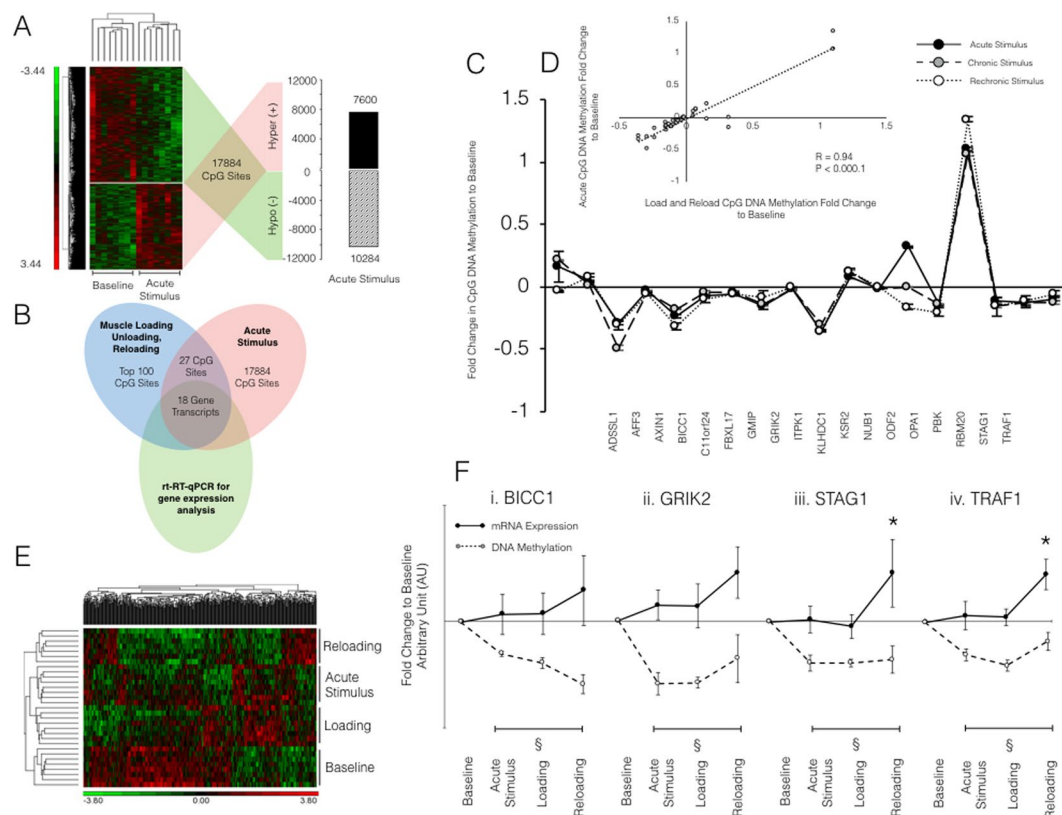 A
-3.44
3.44
Baseline
Acute
Stimulus
17884
CpG Sites
Hyper (+)
Hypo (-)
12000
8000
4000
0
-4000
-8000
-12000
7600
10284
Acute Stimulus
B
Muscle Loading
Unloading,
Reloading
Top 100
CpG Sites
27 CpG
Sites
18 Gene
Transcripts
Acute
Stimulus
17884
CpG Sites
rt-RT-qPCR for
gene expression
analysis
C
Fold Change in CpG DNA Methylation to Baseline
1.5
1
0.5
0
-0.5
-1
ADSSL1
AFF3
AXIN1
BICC1
C11orf24
FBXL17
GMIP
GRIK2
ITPK1
KLHDC1
KSR2
NUB1
ODF2
OPA1
PBK
RBM20
STAG1
TRAF1
D
Acute CpG DNA Methylation Fold Change
to Baseline
1.5
1
0.5
0
-0.5
-1
-0.5
0
0.5
1
1.5
R = 0.94
P < 0.000.1
Load and Reload CpG DNA Methylation Fold Change
to Baseline
Acute Stimulus
Chronic Stimulus
Rechronic Stimulus
E
Reloading
Acute
Stimulus
Loading
Baseline
-3.80
0.00
3.80
F
Fold Change to Baseline
Arbitrary Unit (AU)
i. BICC1
ii. GRIK2
iii. STAG1
iv. TRAF1
mRNA Expression
DNA Methylation
*
*
§
§
§
§
Baseline
Acute
Stimulus
Loading
Reloading
Baseline
Acute
Stimulus
Loading
Reloading
Baseline
Acute
Stimulus
Loading
Reloading
Baseline
Acute
Stimulus
Loading
Reloading